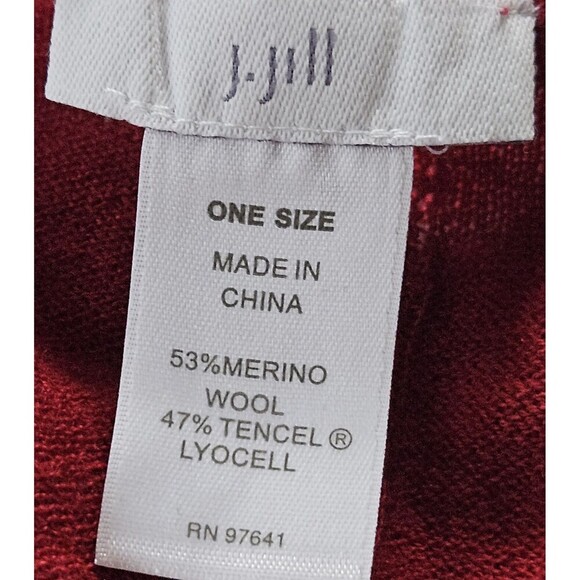 J.Jill
ONE SIZE
MADE IN
CHINA
53%MERINO
WOOL
47% TENCEL ®
LYOCELL
RN 97641